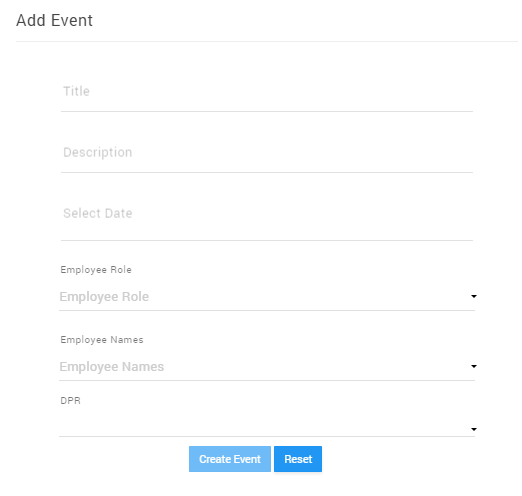 Add Event
Title
Description
Select Date
Employee Role
Employee Role
Employee Names
Employee Names
DPR
Create Event Reset